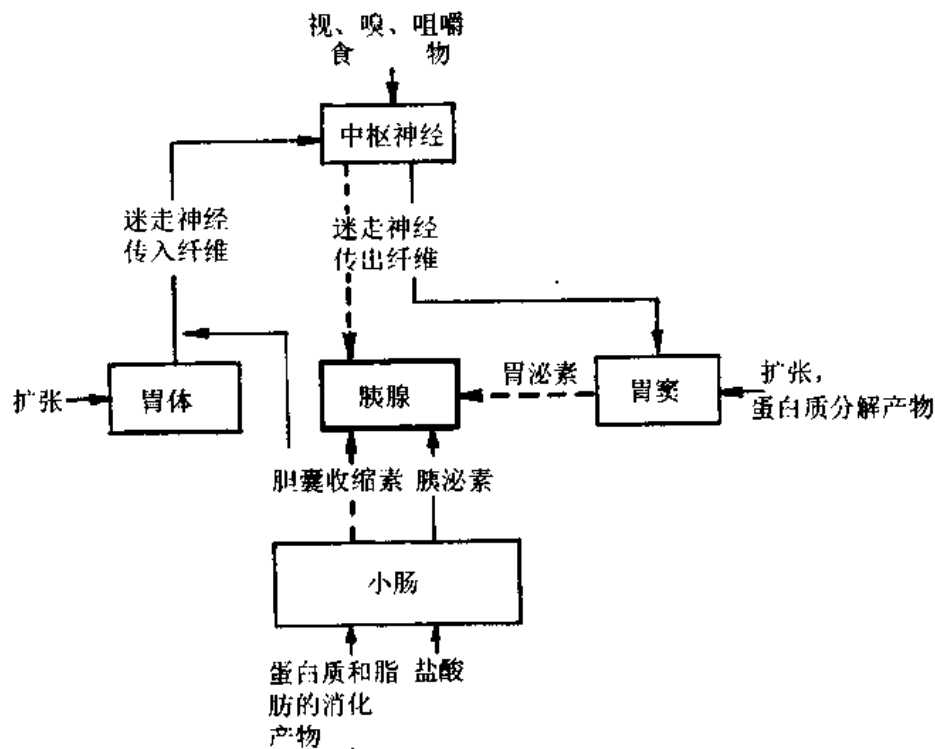 视、嗅、咀嚼
食 物
中枢神经
迷走神经
传入纤维
迷走神经
传出纤维
扩张
胃体
胰腺
胃泌素
胃窦
扩张，
蛋白质分解产物
胆囊收缩素
胰泌素
小肠
蛋白质和脂
肪的消化
产物
盐酸